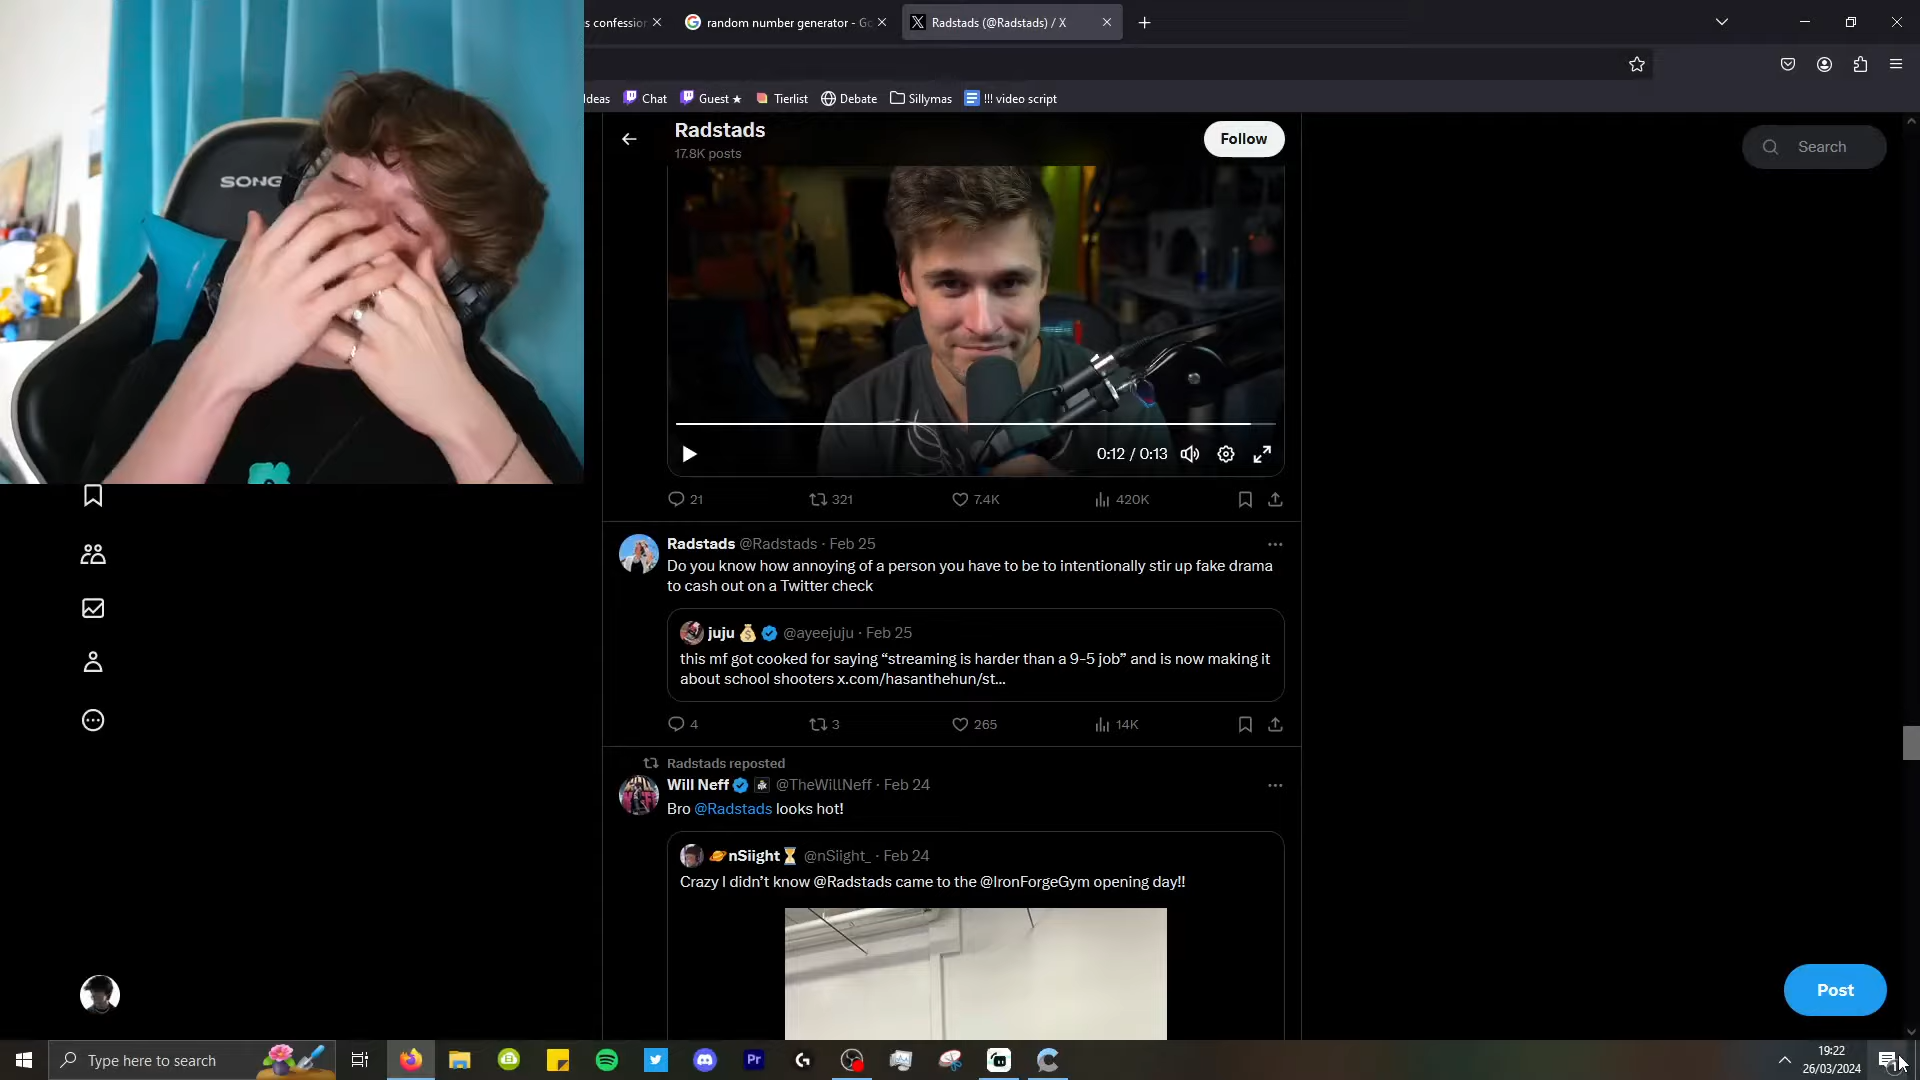 s confession
random number generator - Go
Radstads (@Radstads) / X
deas
Chat
Guest ★
Tierlist
Debate
Sillymas
!!! video script
SONG
Radstads
17.8K posts
Follow
Search
0:12 / 0:13
21
321
7.4K
420K
Radstads @Radstads · Feb 25
Do you know how annoying of a person you have to be to intentionally stir up fake drama
to cash out on a Twitter check
juju 💰 @ayeejuju · Feb 25
this mf got cooked for saying “streaming is harder than a 9-5 job” and is now making it
about school shooters x.com/hasanthehun/st…
4
3
265
14K
Radstads reposted
Will Neff @TheWillNeff · Feb 24
Bro @Radstads looks hot!
🪐nSiight⏳ @nSiight_ · Feb 24
Crazy I didn’t know @Radstads came to the @IronForgeGym opening day!!
Post
Type here to search
Pr
19:22
26/03/2024